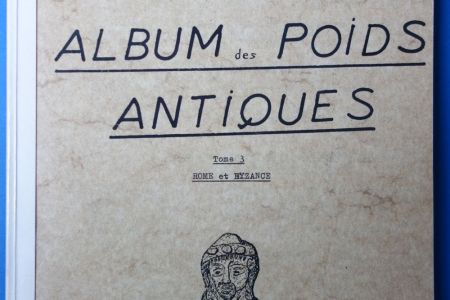 ALBUM des POiDS
ANTiQUES
Tome 3
ROME et BYZANCE